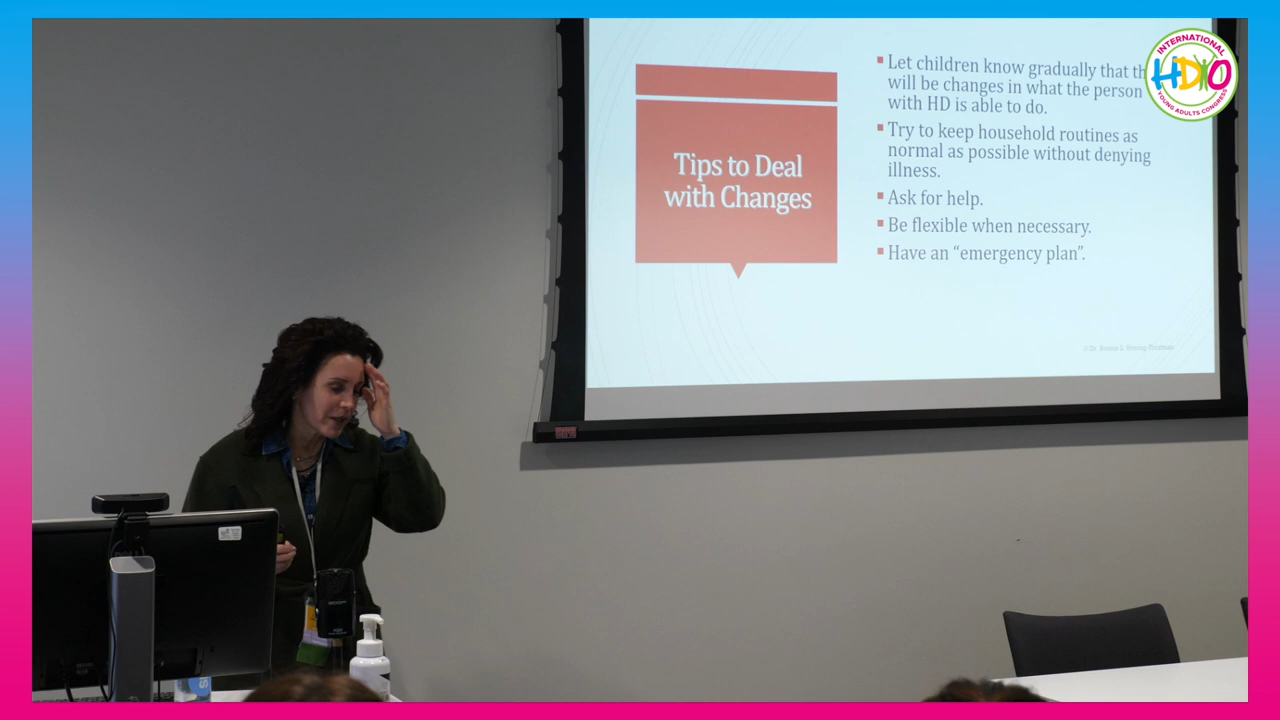 Tips to Deal
with Changes
▪ Let children know gradually that
will be changes in what the person
with HD is able to do.
▪ Try to keep household routines as
normal as possible without denying
illness.
▪ Ask for help.
▪ Be flexible when necessary.
▪ Have an “emergency plan”.
INTERNATIONAL
HDYO
YOUNG ADULTS CONGRESS